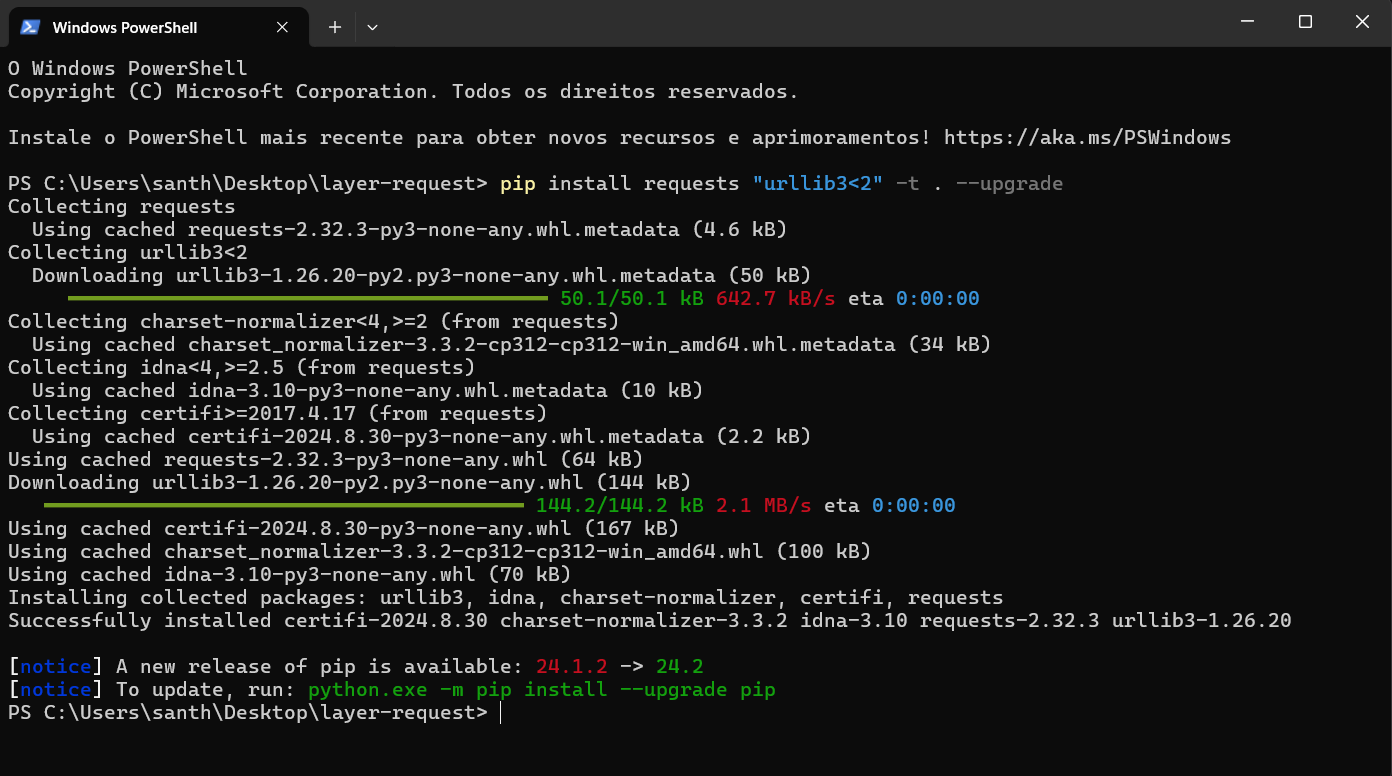 Windows PowerShell
O Windows PowerShell
Copyright (C) Microsoft Corporation. Todos os direitos reservados.
Instale o PowerShell mais recente para obter novos recursos e aprimoramentos! https://aka.ms/PSWindows
PS C:\Users\santh\Desktop\layer-request> pip install requests "urllib3<2" -t . --upgrade
Collecting requests
  Using cached requests-2.32.3-py3-none-any.whl.metadata (4.6 kB)
Collecting urllib3<2
  Downloading urllib3-1.26.20-py2.py3-none-any.whl.metadata (50 kB)
50.1/50.1 kB 642.7 kB/s eta 0:00:00
Collecting charset-normalizer<4,>=2 (from requests)
  Using cached charset_normalizer-3.3.2-cp312-cp312-win_amd64.whl.metadata (34 kB)
Collecting idna<4,>=2.5 (from requests)
  Using cached idna-3.10-py3-none-any.whl.metadata (10 kB)
Collecting certifi>=2017.4.17 (from requests)
  Using cached certifi-2024.8.30-py3-none-any.whl.metadata (2.2 kB)
Using cached requests-2.32.3-py3-none-any.whl (64 kB)
Downloading urllib3-1.26.20-py2.py3-none-any.whl (144 kB)
144.2/144.2 kB 2.1 MB/s eta 0:00:00
Using cached certifi-2024.8.30-py3-none-any.whl (167 kB)
Using cached charset_normalizer-3.3.2-cp312-cp312-win_amd64.whl (100 kB)
Using cached idna-3.10-py3-none-any.whl (70 kB)
Installing collected packages: urllib3, idna, charset-normalizer, certifi, requests
Successfully installed certifi-2024.8.30 charset-normalizer-3.3.2 idna-3.10 requests-2.32.3 urllib3-1.26.20
[notice] A new release of pip is available: 24.1.2 -> 24.2
[notice] To update, run: python.exe -m pip install --upgrade pip
PS C:\Users\santh\Desktop\layer-request>